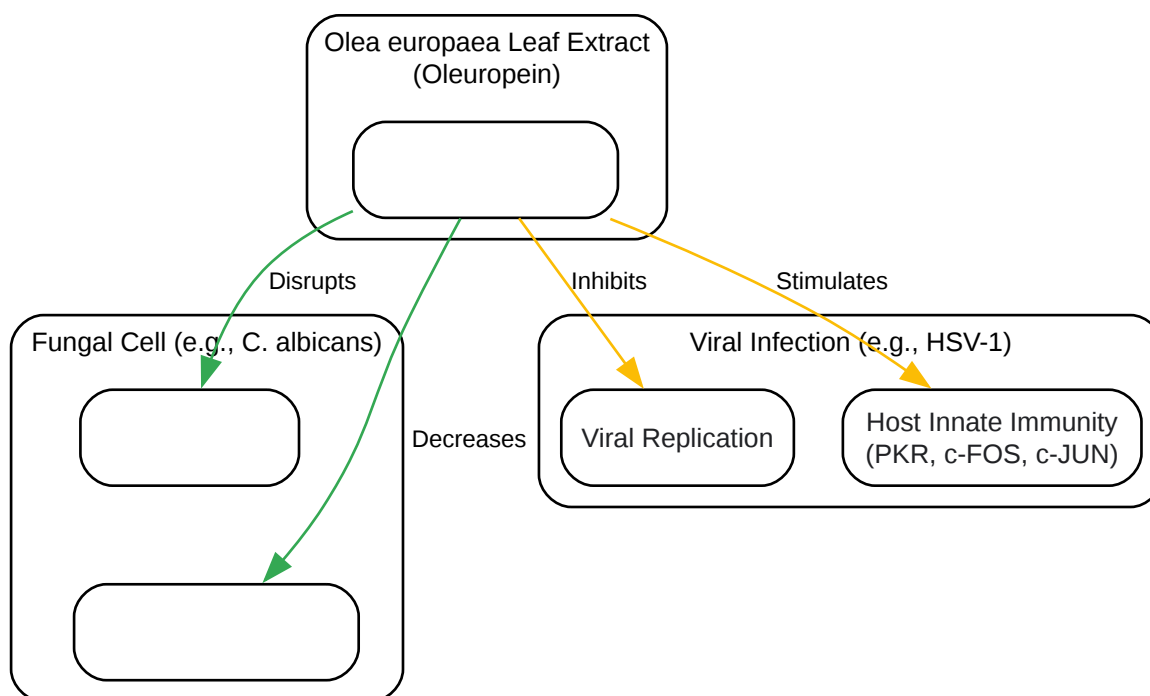 Olea europaea Leaf Extract
(Oleuropein)
Disrupts
Inhibits
Stimulates
Fungal Cell (e.g., C. albicans)
Viral Infection (e.g., HSV-1)
Viral Replication
Host Innate Immunity
(PKR, c-FOS, c-JUN)
Decreases